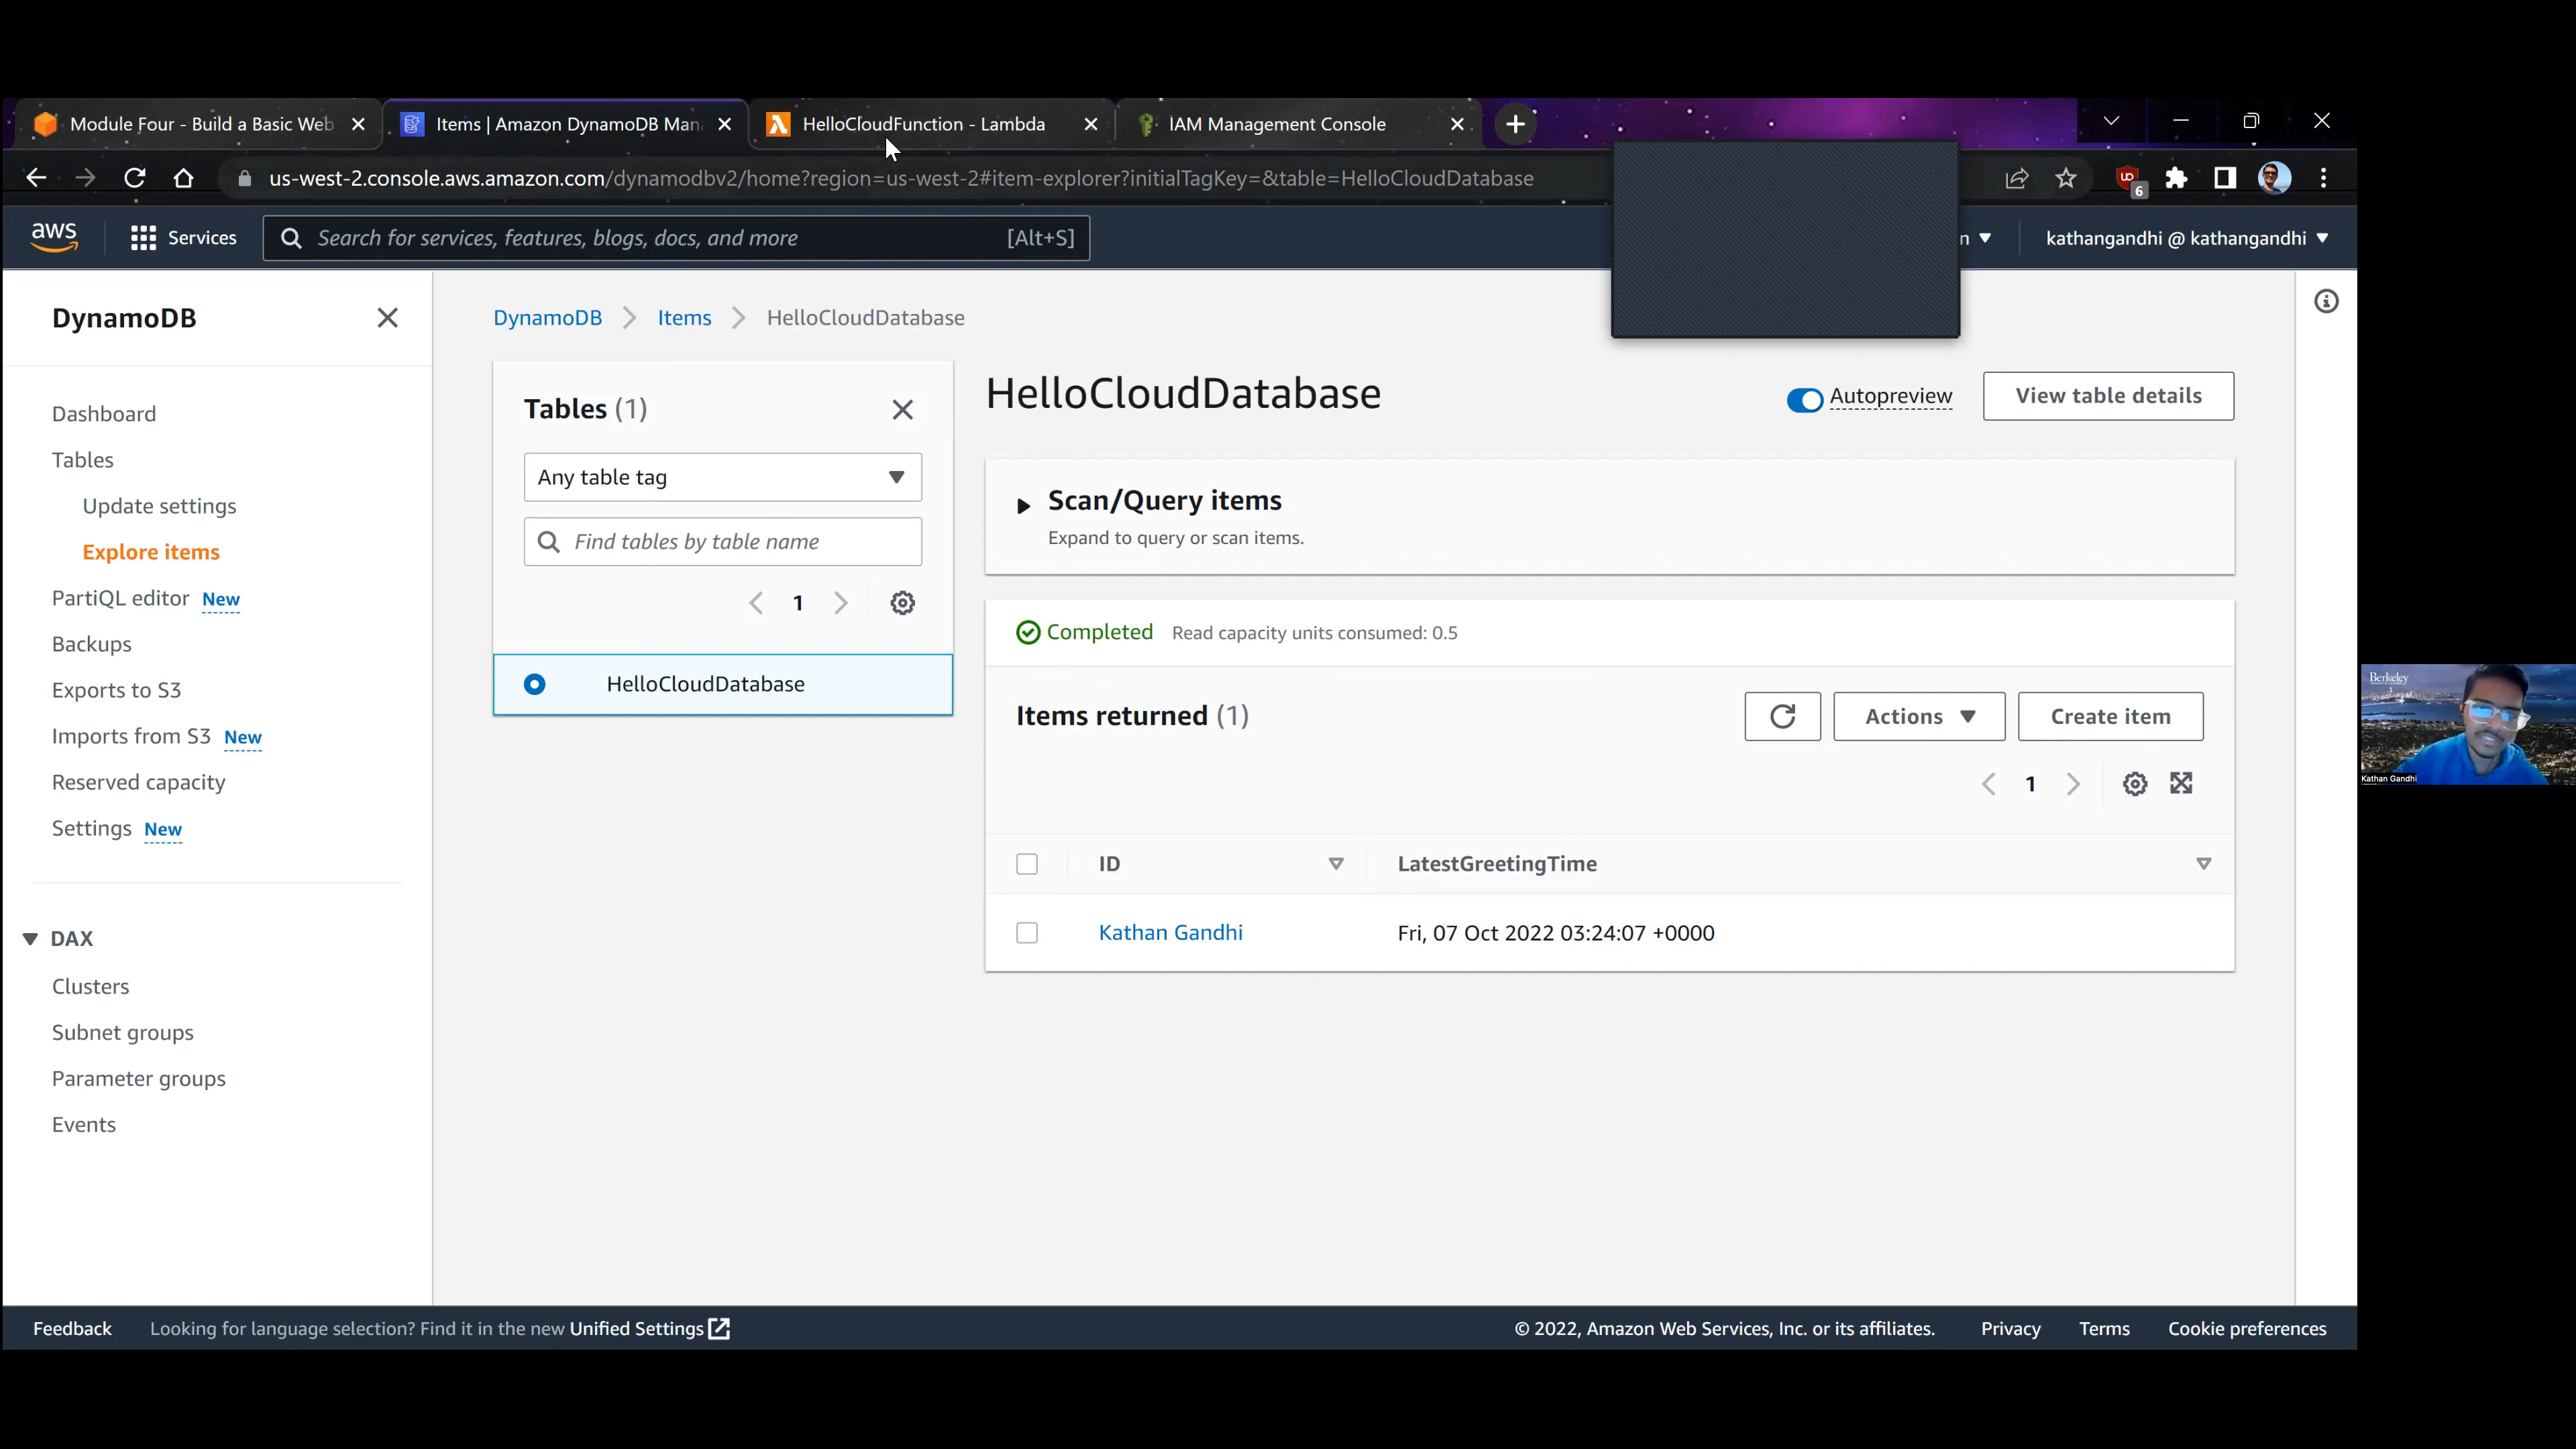 Module Four - Build a Basic Web
Items | Amazon DynamoDB Man
HelloCloudFunction - Lambda
IAM Management Console
us-west-2.console.aws.amazon.com/dynamodbv2/home?region=us-west-2#item-explorer?initialTagKey=&table=HelloCloudDatabase
6
aws
Services
Search for services, features, blogs, docs, and more
[Alt+S]
n
kathangandhi @ kathangandhi
DynamoDB
Dashboard
Tables
Update settings
Explore items
PartiQL editor New
Backups
Exports to S3
Imports from S3 New
Reserved capacity
Settings New
DAX
Clusters
Subnet groups
Parameter groups
Events
DynamoDB > Items > HelloCloudDatabase
Tables (1)
Any table tag
Find tables by table name
1
HelloCloudDatabase
HelloCloudDatabase
Autopreview
View table details
Scan/Query items
Expand to query or scan items.
Completed Read capacity units consumed: 0.5
Items returned (1)
Actions
Create item
1
ID LatestGreetingTime
Kathan Gandhi Fri, 07 Oct 2022 03:24:07 +0000
Berkeley
Kathan Gandhi
Feedback Looking for language selection? Find it in the new Unified Settings
© 2022, Amazon Web Services, Inc. or its affiliates. Privacy Terms Cookie preferences